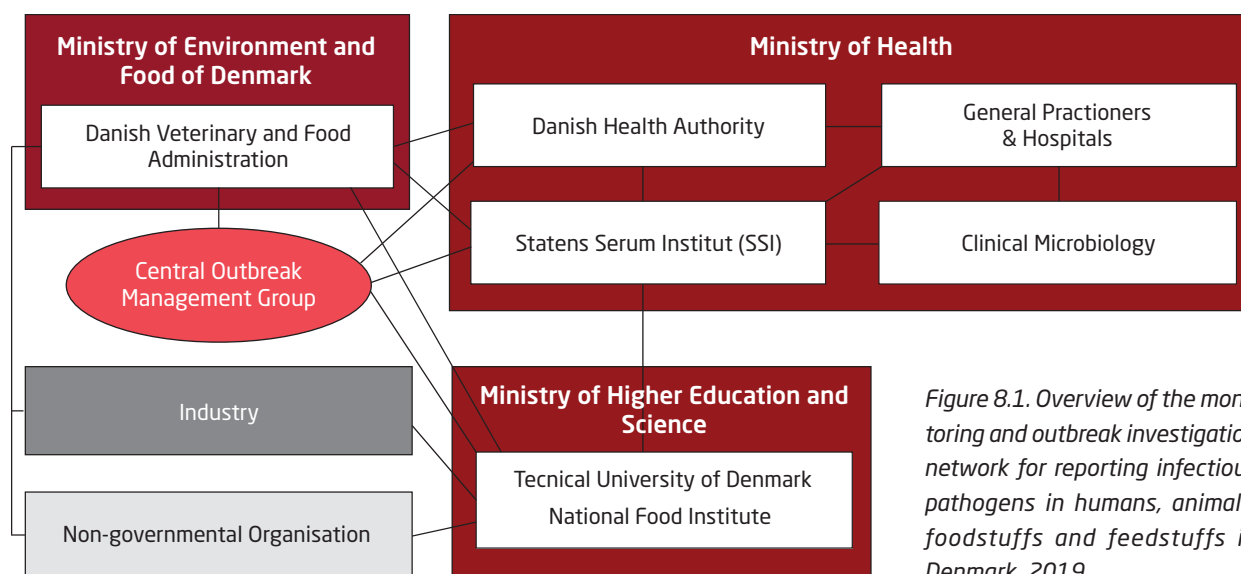 Ministry of Environment and
Food of Denmark
Danish Veterinary and Food
Administration
Central Outbreak
Management Group
Industry
Non-governmental Organisation
Ministry of Health
Danish Health Authority
General Practioners
& Hospitals
Statens Serum Institut (SSI)
Clinical Microbiology
Ministry of Higher Education and
Science
Tecnical University of Denmark
National Food Institute
Figure 8.1. Overview of the mon
toring and outbreak investigatio
network for reporting infectiou
pathogens in humans, animal
foodstuffs and feedstuffs i
Denmark, 2019